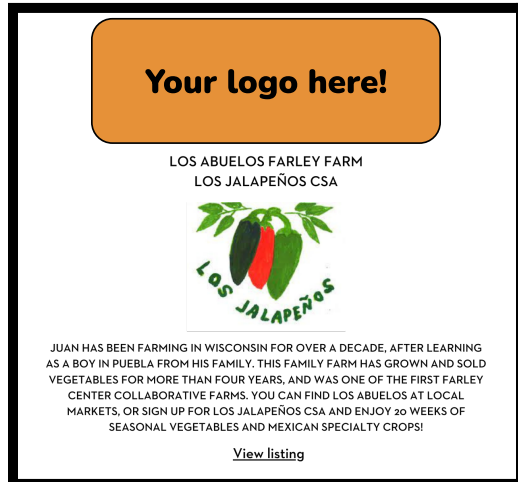 Your logo here!
LOS ABUELOS FARLEY FARM
LOS JALAPEÑOS CSA
LOS JALAPEÑOS
JUAN HAS BEEN FARMING IN WISCONSIN FOR OVER A DECADE, AFTER LEARNING
AS A BOY IN PUEBLA FROM HIS FAMILY. THIS FAMILY FARM HAS GROWN AND SOLD
VEGETABLES FOR MORE THAN FOUR YEARS, AND WAS ONE OF THE FIRST FARLEY
CENTER COLLABORATIVE FARMS. YOU CAN FIND LOS ABUELOS AT LOCAL
MARKETS, OR SIGN UP FOR LOS JALAPEÑOS CSA AND ENJOY 20 WEEKS OF
SEASONAL VEGETABLES AND MEXICAN SPECIALTY CROPS!
View listing